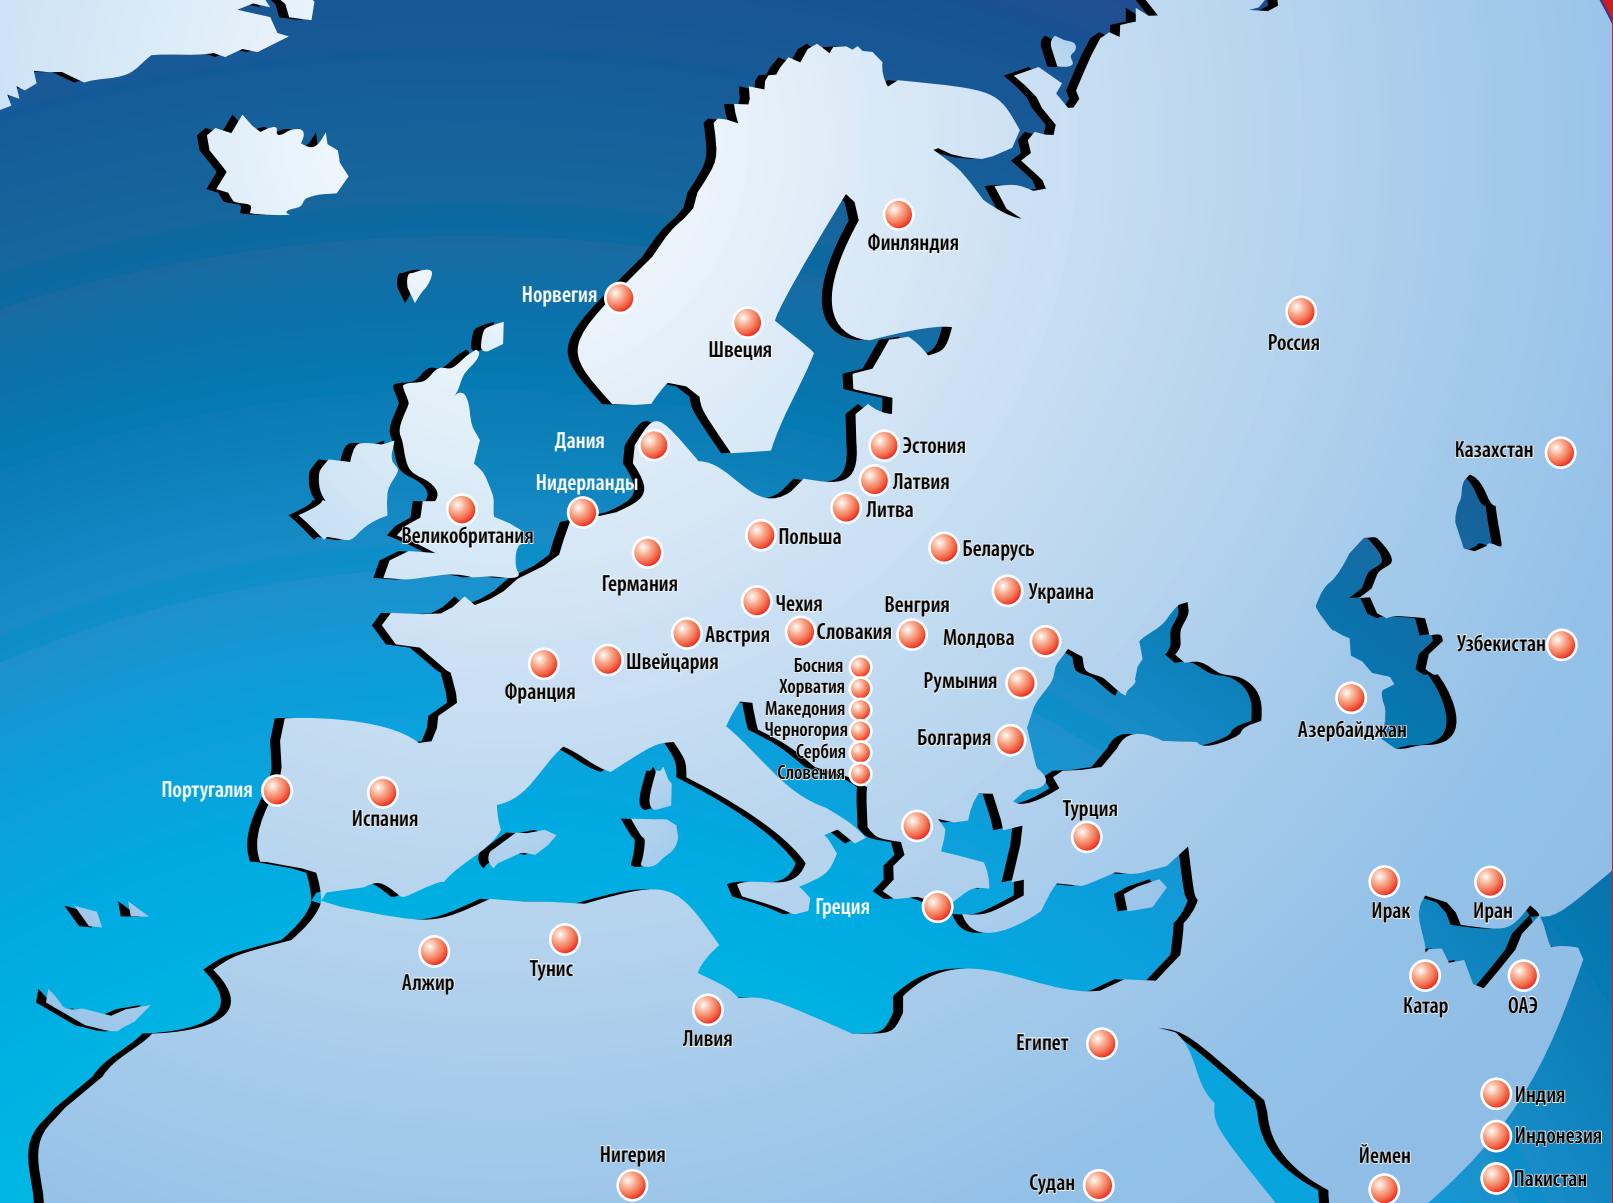 Финляндия
Норвегия
Швеция
Россия
Дания
Эстония
Казахстан
Нидерланды
Латвия
Литва
Великобритания
Польша
Беларусь
Германия
Украина
Чехия
Венгрия
Австрия
Словакия
Молдова
Узбекистан
Швейцария
Босния
Франция
Хорватия
Румыния
Македония
Черногория
Азербайджан
Болгария
Сербия
Словения
Португалия
Испания
Турция
Греция
Ирак
Иран
Алжир
Тунис
Катар
ОАЭ
Ливия
Египет
Индия
Индонезия
Нигерия
Йемен
Судан
Пакистан